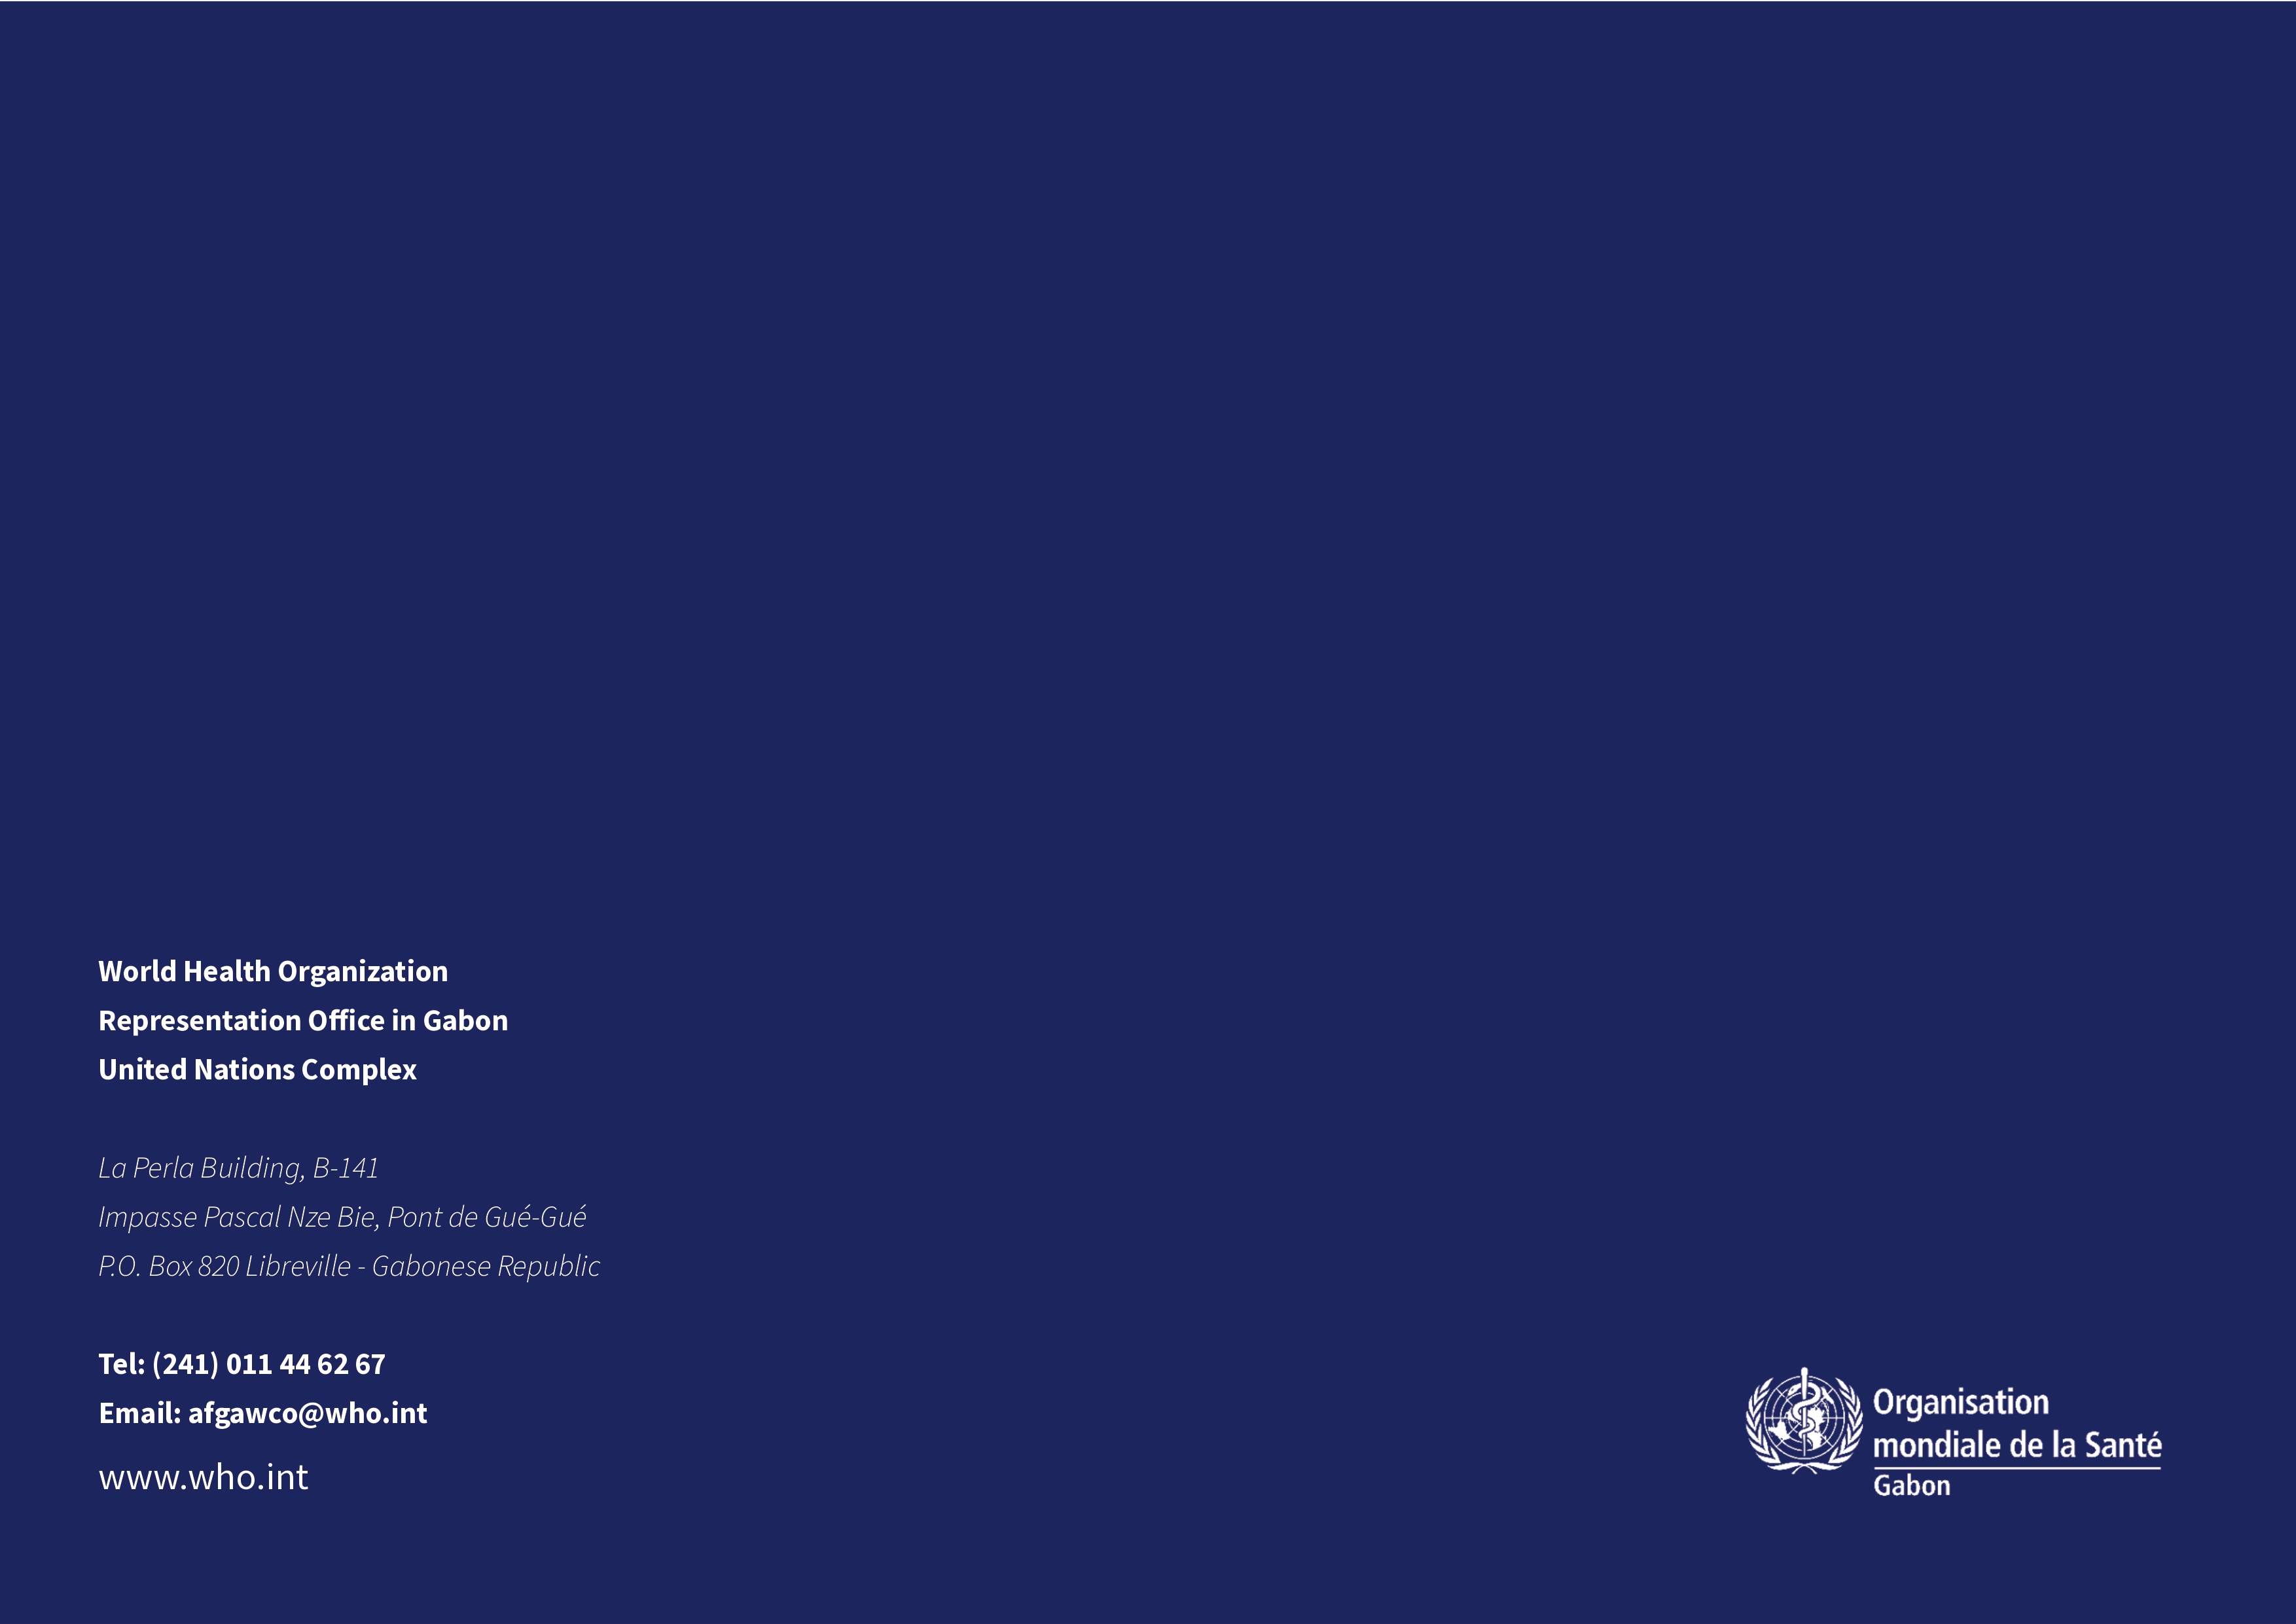 World Health Organization
Representation Office in Gabon
United Nations Complex
La Perla Building, B-141
Impasse Pascal Nze Bie, Pont de Gué-Gué
P.O. Box 820 Libreville - Gabonese Republic
Tel: (241) 011 44 62 67
Email: afgawco@who.int
www.who.int
Organisation
mondiale de la Santé
Gabon